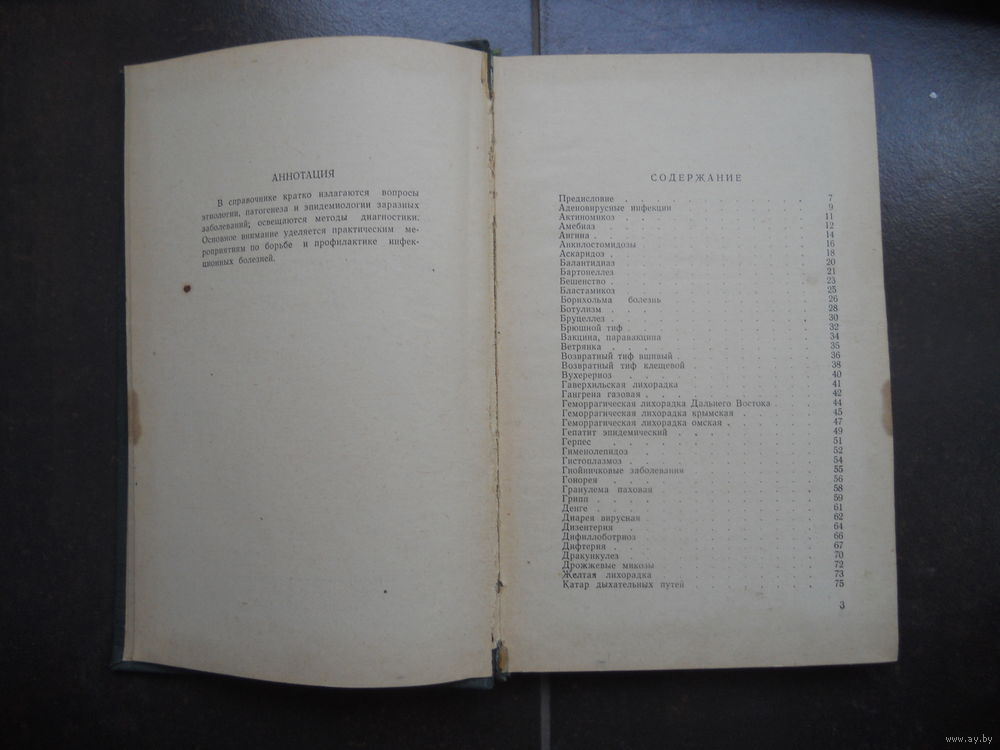 АННОТАЦИЯ
В справочнике кратко излагаются вопросы
этиологии, патогенеза и эпидемиологии заразных
заболеваний; освещаются методы диагностики.
Основное внимание уделяется практическим ме-
роприятиям по борьбе и профилактике инфек-
ционных болезней.
СОДЕРЖАНИЕ
Предисловие . . . . . . 7
Аденовирусные инфекции . . . . . . 9
Актиномикоз . . . . . . 11
Амебиаз . . . . . . 12
Ангина . . . . . . 14
Анкилостомидозы . . . . . . 16
Аскаридоз . . . . . . 18
Балантидиаз . . . . . . 20
Бартонеллез . . . . . . 21
Бешенство . . . . . . 23
Бластамикоз . . . . . . 25
Борнхольма болезнь . . . . . . 26
Ботулизм . . . . . . 28
Бруцеллез . . . . . . 30
Брюшной тиф . . . . . . 32
Вакцина, паравакцина . . . . . . 34
Ветрянка . . . . . . 35
Возвратный тиф вшивый . . . . . . 36
Возвратный тиф клещевой . . . . . . 38
Вухерериоз . . . . . . 40
Гаверхильская лихорадка . . . . . . 41
Гангрена газовая . . . . . . 42
Геморрагическая лихорадка Дальнего Востока . . . 44
Геморрагическая лихорадка крымская . . . . 45
Геморрагическая лихорадка омская . . . . 47
Гепатит эпидемический . . . . . . 49
Герпес . . . . . . 51
Гименолепидоз . . . . . . 52
Гистоплазмоз . . . . . . 54
Гнойничковые заболевания . . . . . . 55
Гонорея . . . . . . 56
Гранулема паховая . . . . . . 58
Грипп . . . . . . 59
Денге . . . . . . 61
Диарея вирусная . . . . . . 62
Дизентерия . . . . . . 64
Дифиллоботриоз . . . . . . 66
Дифтерия . . . . . . 67
Дракункулез . . . . . . 70
Дрожжевые микозы . . . . . . 72
Желтая лихорадка . . . . . . 73
Катар дыхательных путей . . . . . . 75
3
www.ay.by